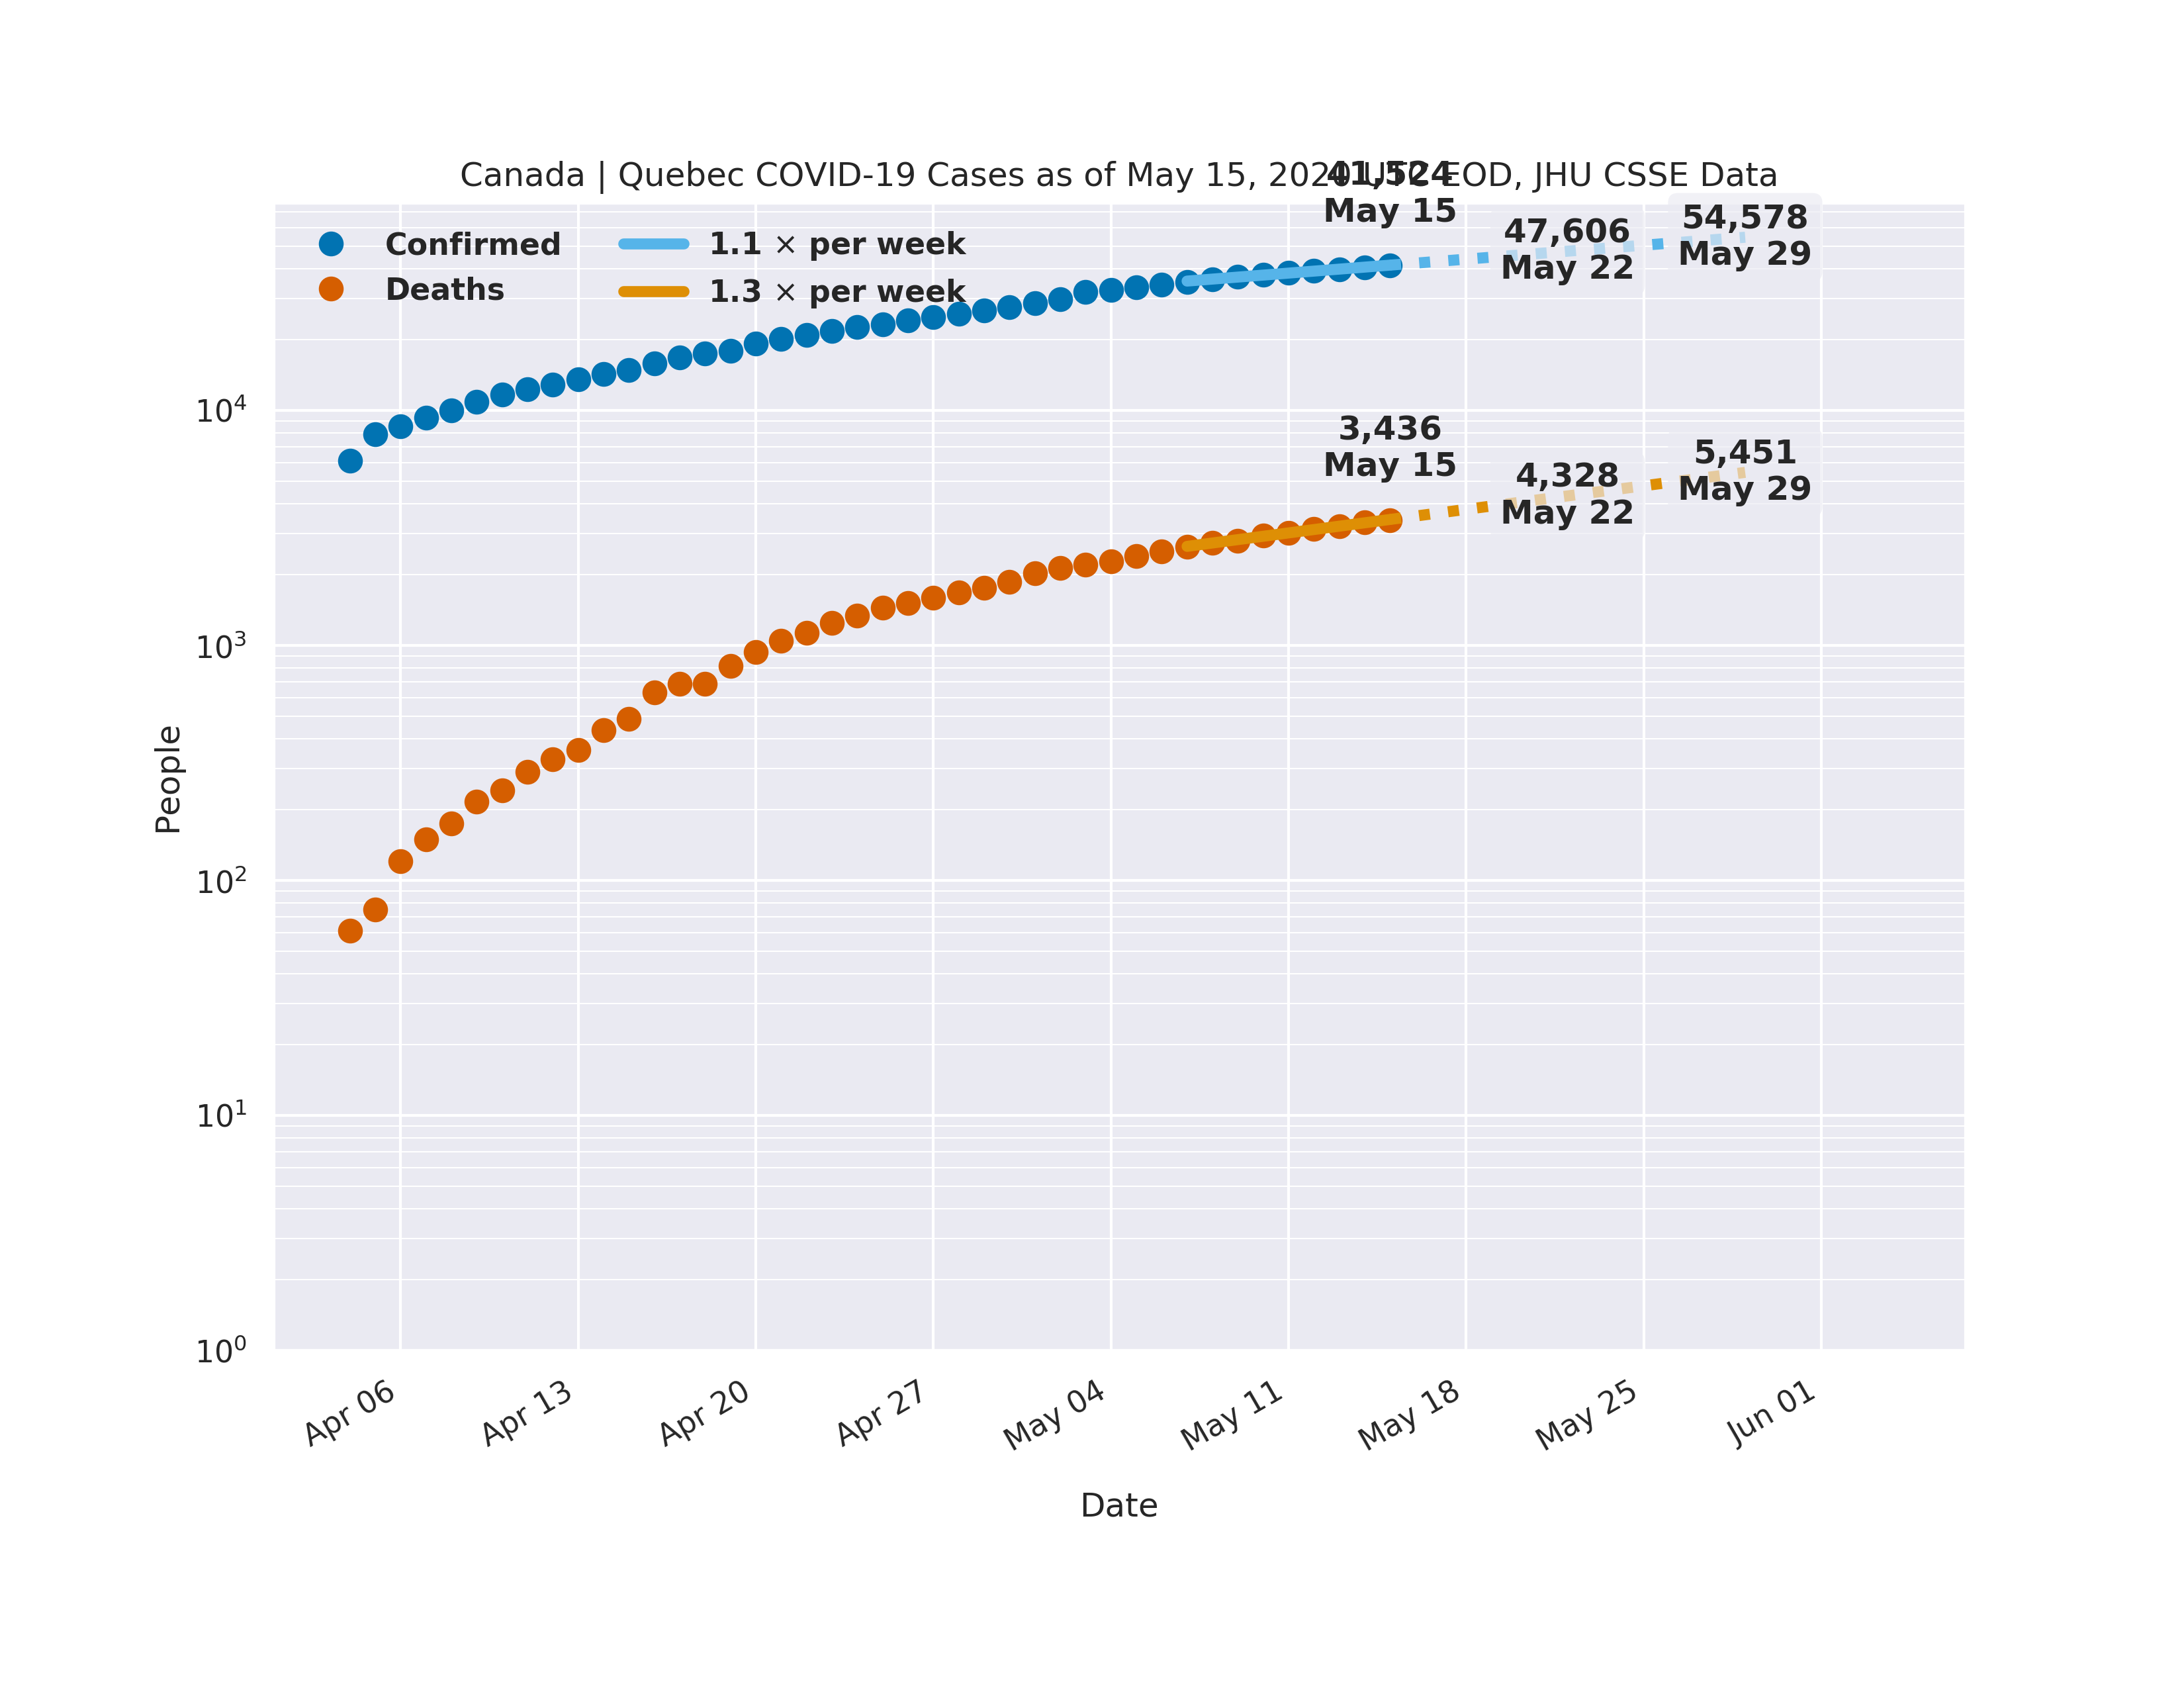 Canada | Quebec COVID-19 Cases as of May 15, 2020 UTC EOD, JHU CSSE Data
41,524
May 15
47,606
May 22
54,578
May 29
Confirmed
Deaths
1.1 × per week
1.3 × per week
3,436
May 15
4,328
May 22
5,451
May 29
People
10⁴
10³
10²
10¹
10⁰
Apr 06
Apr 13
Apr 20
Apr 27
May 04
May 11
May 18
May 25
Jun 01
Date